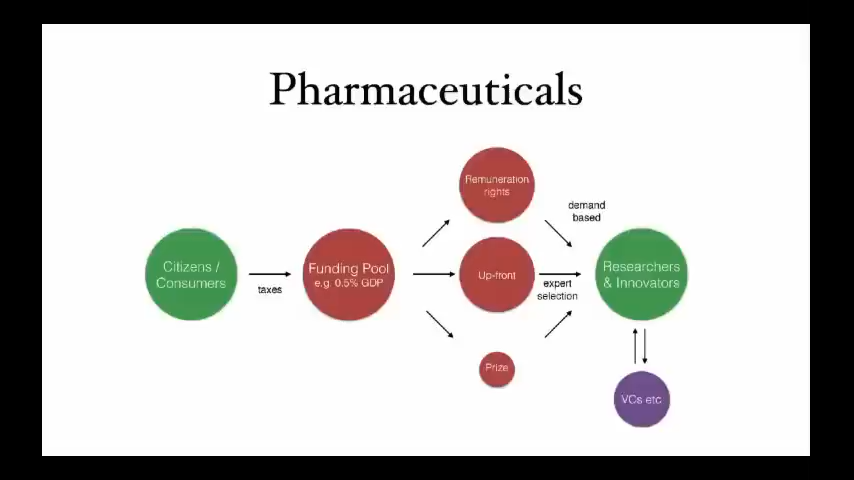 Pharmaceuticals
Remuneration
rights
demand
based
Citizens /
Consumers
taxes
Funding Pool
e.g. 0.5% GDP
Up-front
expert
selection
Researchers
& Innovators
Prize
VCs etc